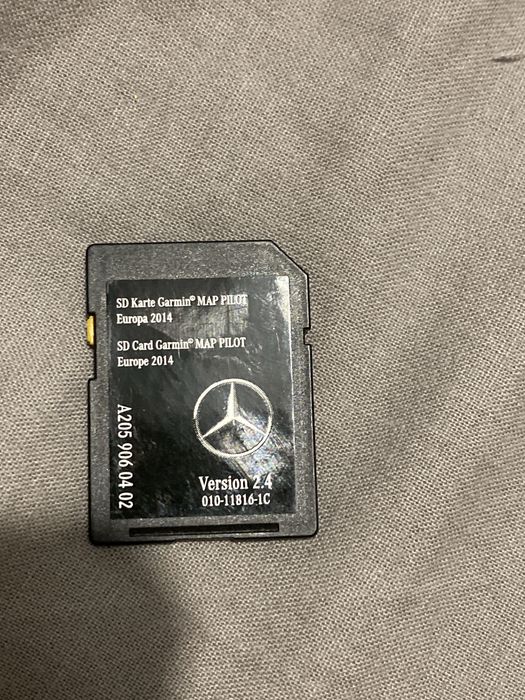 SD Karte Garmin® MAP PILOT
Europa 2014
SD Card Garmin® MAP PILOT
Europe 2014
A205 906 04 02
Version 2.4
010-11816-1C